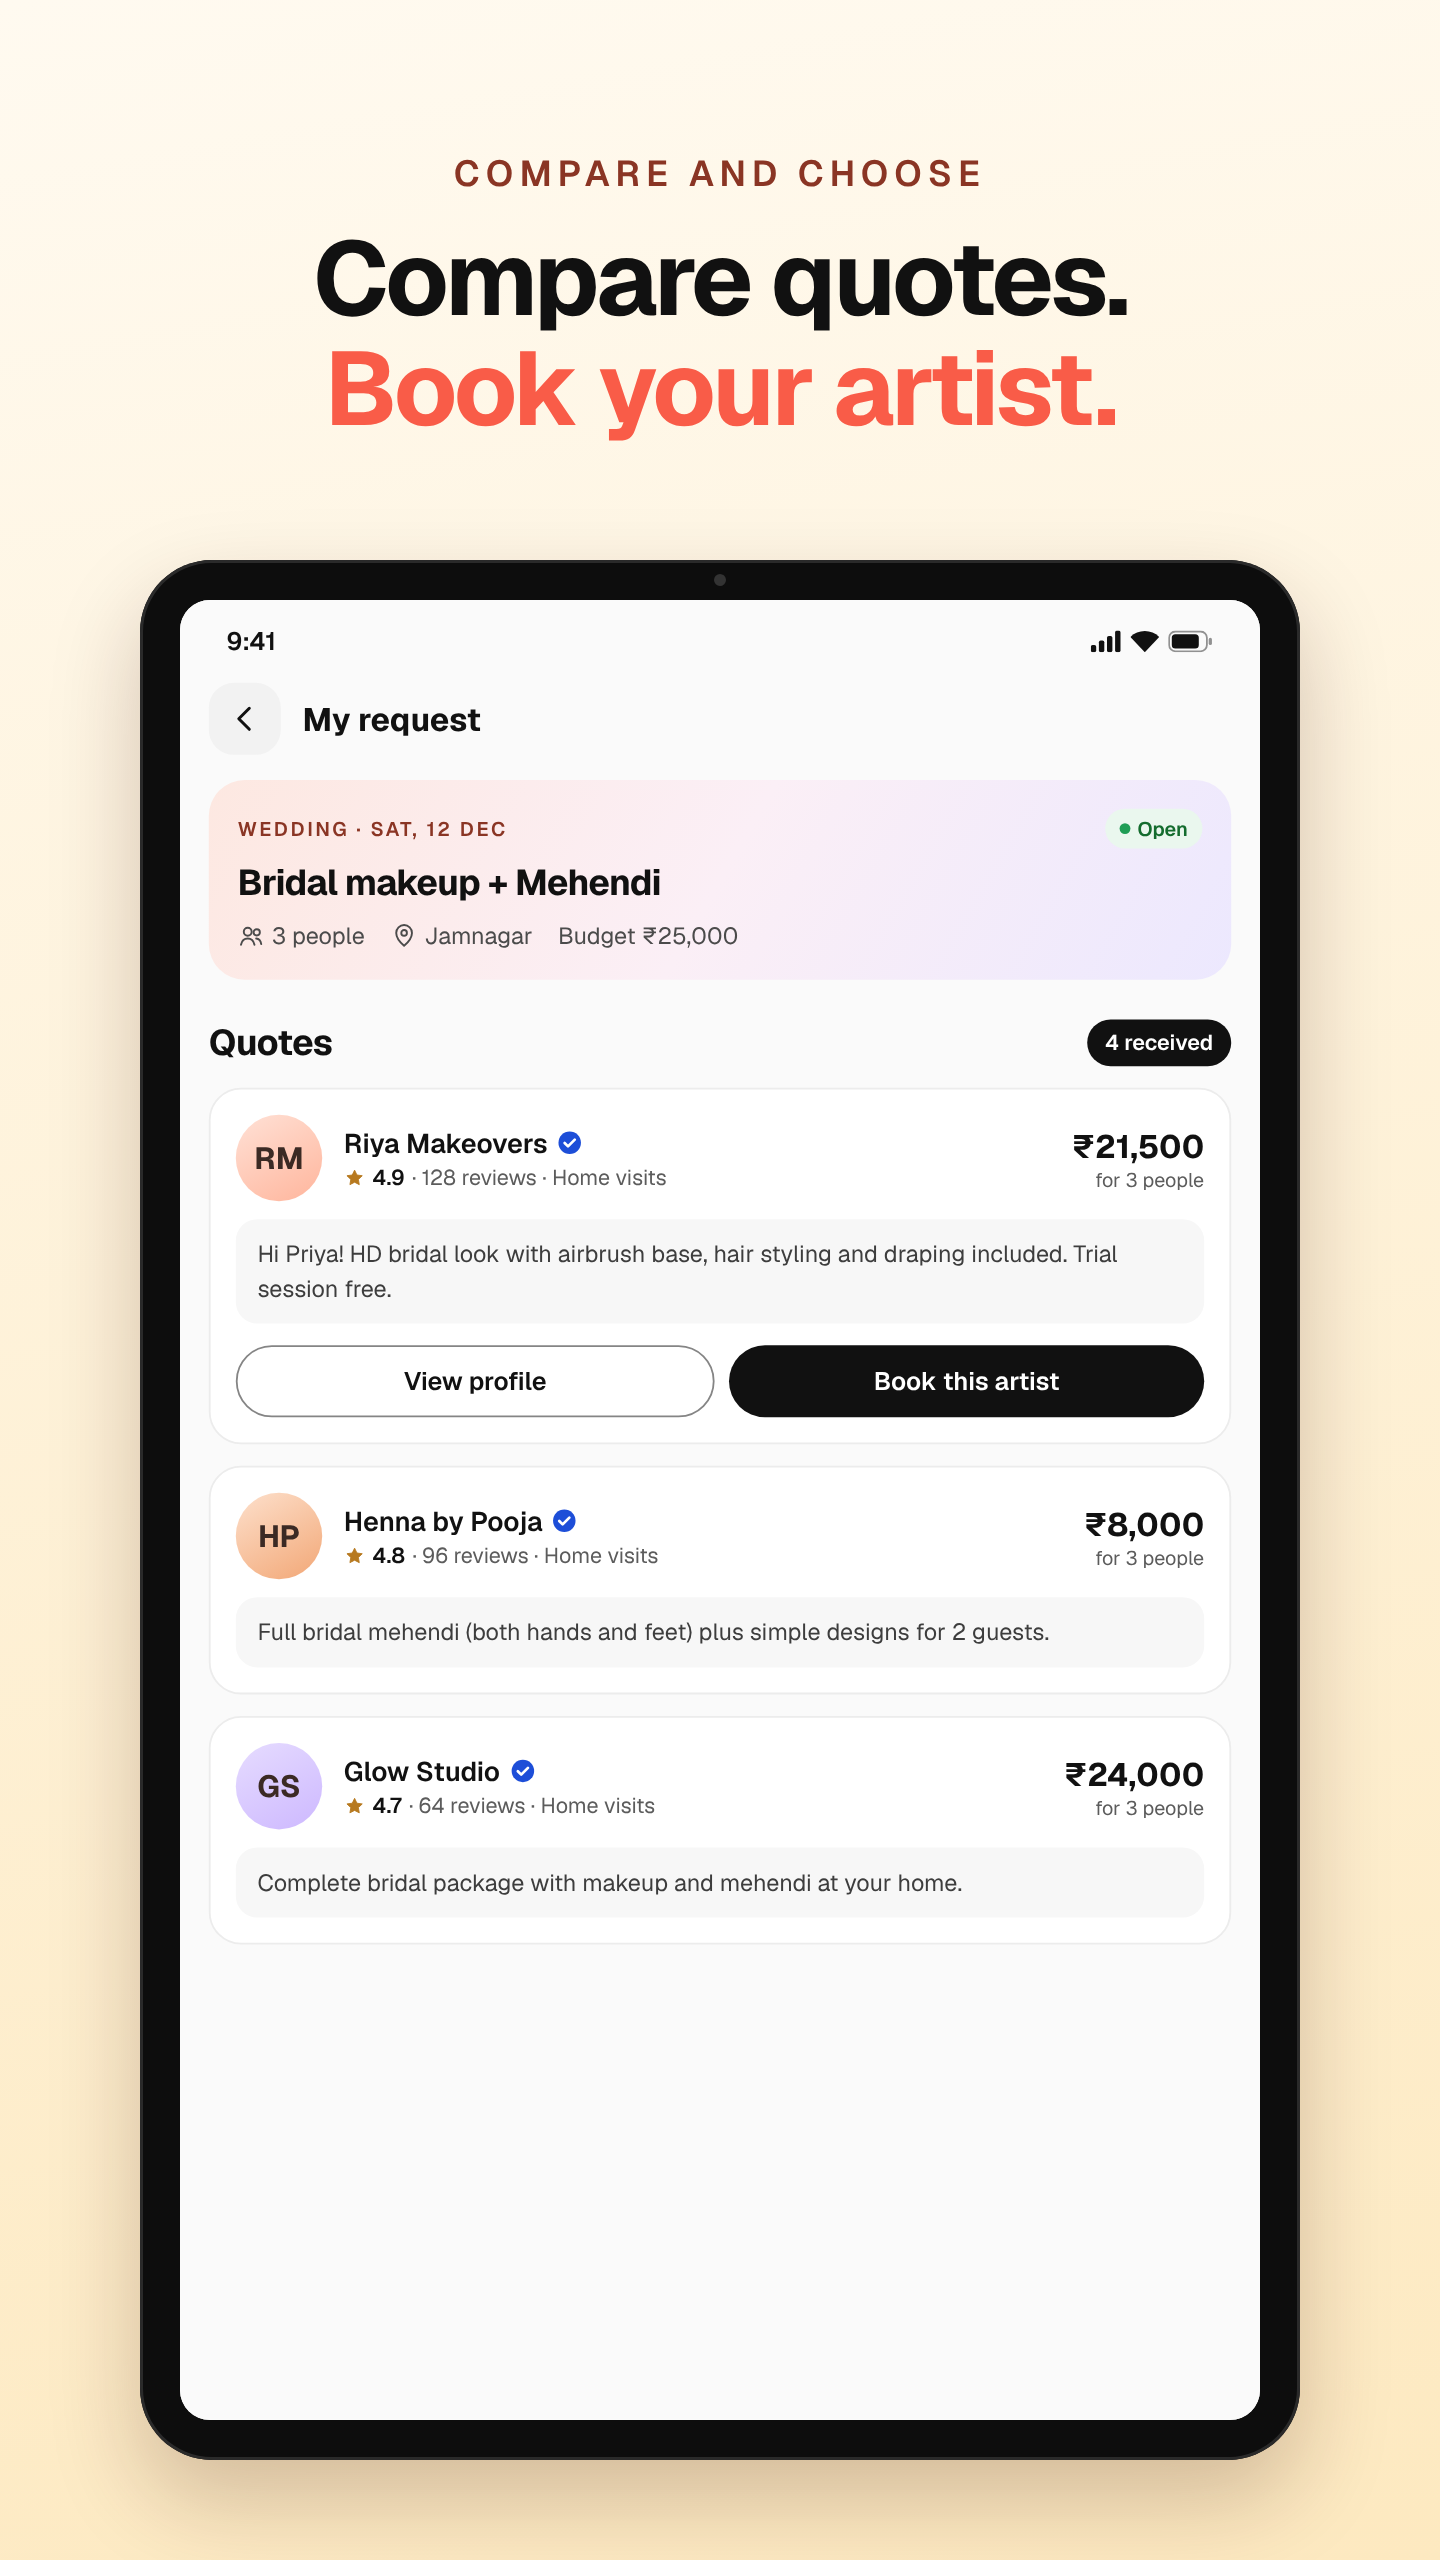 COMPARE AND CHOOSE
Compare quotes.
Book your artist.
9:41
My request
WEDDING · SAT, 12 DEC
Open
Bridal makeup + Mehendi
3 people Jamnagar Budget ₹25,000
Quotes
4 received
RM
Riya Makeovers
₹21,500
4.9 · 128 reviews · Home visits
for 3 people
Hi Priya! HD bridal look with airbrush base, hair styling and draping included. Trial
session free.
View profile
Book this artist
HP
Henna by Pooja
₹8,000
4.8 · 96 reviews · Home visits
for 3 people
Full bridal mehendi (both hands and feet) plus simple designs for 2 guests.
GS
Glow Studio
₹24,000
4.7 · 64 reviews · Home visits
for 3 people
Complete bridal package with makeup and mehendi at your home.